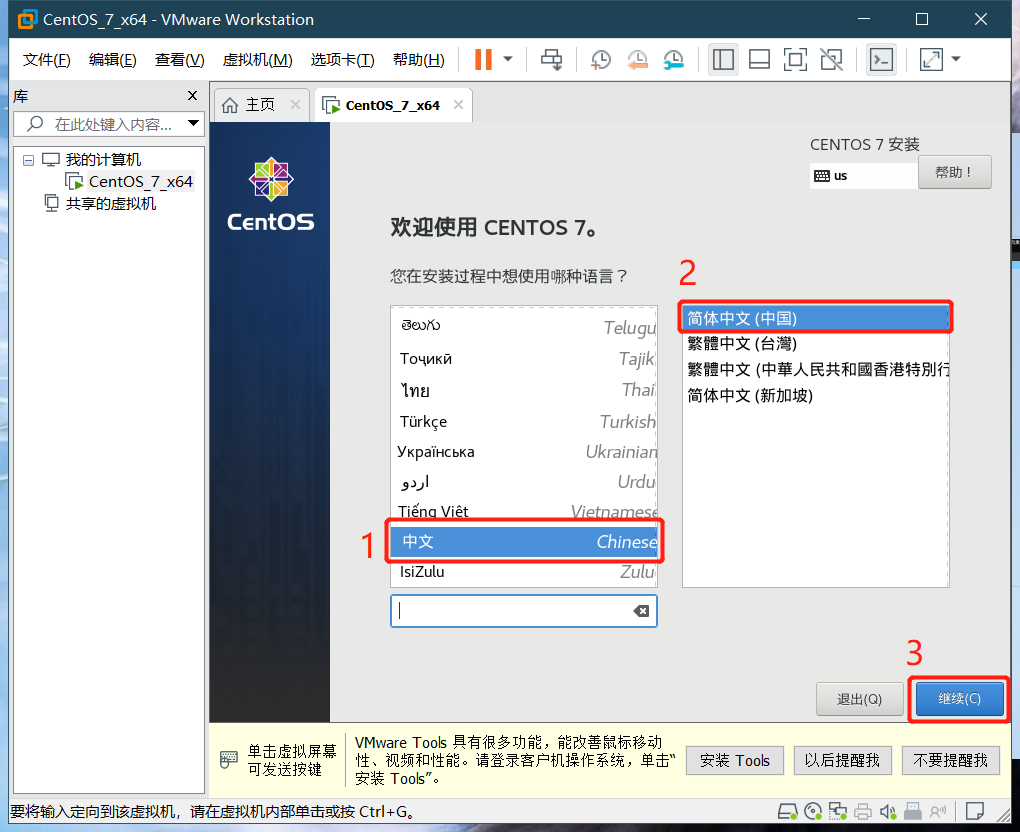 CentOS_7_x64 - VMware Workstation
文件(F) 编辑(E) 查看(V) 虚拟机(M) 选项卡(T) 帮助(H)
库
在此处键入内容...
我的计算机
CentOS_7_x64
共享的虚拟机
主页
CentOS_7_x64
CentOS
CENTOS 7 安装
us
帮助！
欢迎使用 CENTOS 7。
您在安装过程中想使用哪种语言？
తెలుగు Telugu
Тоҷикӣ Tajik
ไทย Thai
Türkçe Turkish
Українська Ukrainian
اردو Urdu
Tiếng Việt Vietnamese
1
中文 Chinese
IsiZulu Zulu
2
简体中文 (中国)
繁體中文 (台灣)
繁體中文 (中華人民共和國香港特別行
简体中文 (新加坡)
3
退出(Q)
继续(C)
单击虚拟屏幕
可发送按键
VMware Tools 具有很多功能，能改善鼠标移动
性、视频和性能。请登录客户机操作系统，单击“
安装 Tools”。
安装 Tools
以后提醒我
不要提醒我
要将输入定向到该虚拟机，请在虚拟机内部单击或按 Ctrl+G。